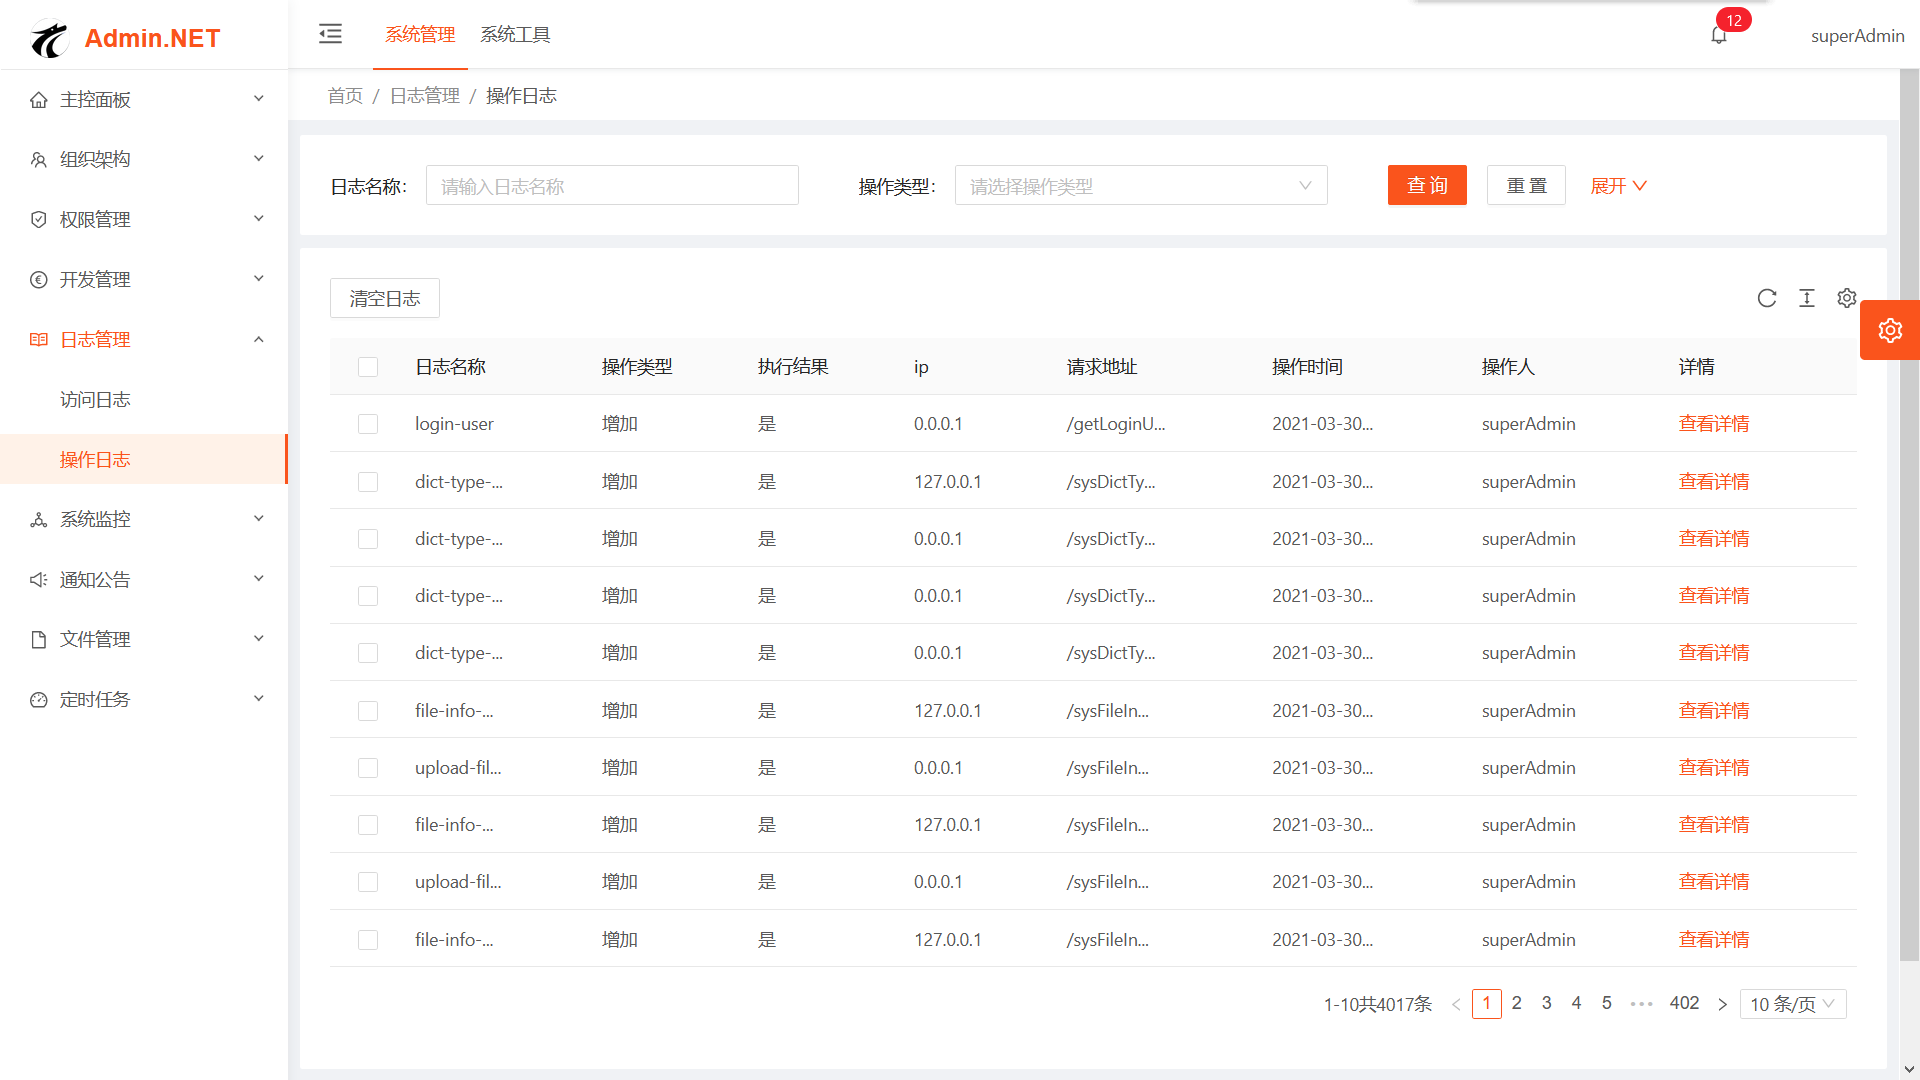 Admin.NET
系统管理 系统工具
12
superAdmin
主控面板
组织架构
权限管理
开发管理
日志管理
访问日志
操作日志
系统监控
通知公告
文件管理
定时任务
首页 / 日志管理 / 操作日志
日志名称: 请输入日志名称 操作类型: 请选择操作类型 查 询 重 置 展开
清空日志
日志名称 操作类型 执行结果 ip 请求地址 操作时间 操作人 详情
login-user 增加 是 0.0.0.1 /getLoginU... 2021-03-30... superAdmin 查看详情
dict-type-... 增加 是 127.0.0.1 /sysDictTy... 2021-03-30... superAdmin 查看详情
dict-type-... 增加 是 0.0.0.1 /sysDictTy... 2021-03-30... superAdmin 查看详情
dict-type-... 增加 是 0.0.0.1 /sysDictTy... 2021-03-30... superAdmin 查看详情
dict-type-... 增加 是 0.0.0.1 /sysDictTy... 2021-03-30... superAdmin 查看详情
file-info-... 增加 是 127.0.0.1 /sysFileIn... 2021-03-30... superAdmin 查看详情
upload-fil... 增加 是 0.0.0.1 /sysFileIn... 2021-03-30... superAdmin 查看详情
file-info-... 增加 是 127.0.0.1 /sysFileIn... 2021-03-30... superAdmin 查看详情
upload-fil... 增加 是 0.0.0.1 /sysFileIn... 2021-03-30... superAdmin 查看详情
file-info-... 增加 是 127.0.0.1 /sysFileIn... 2021-03-30... superAdmin 查看详情
1-10共4017条 < 1 2 3 4 5 ••• 402 > 10 条/页